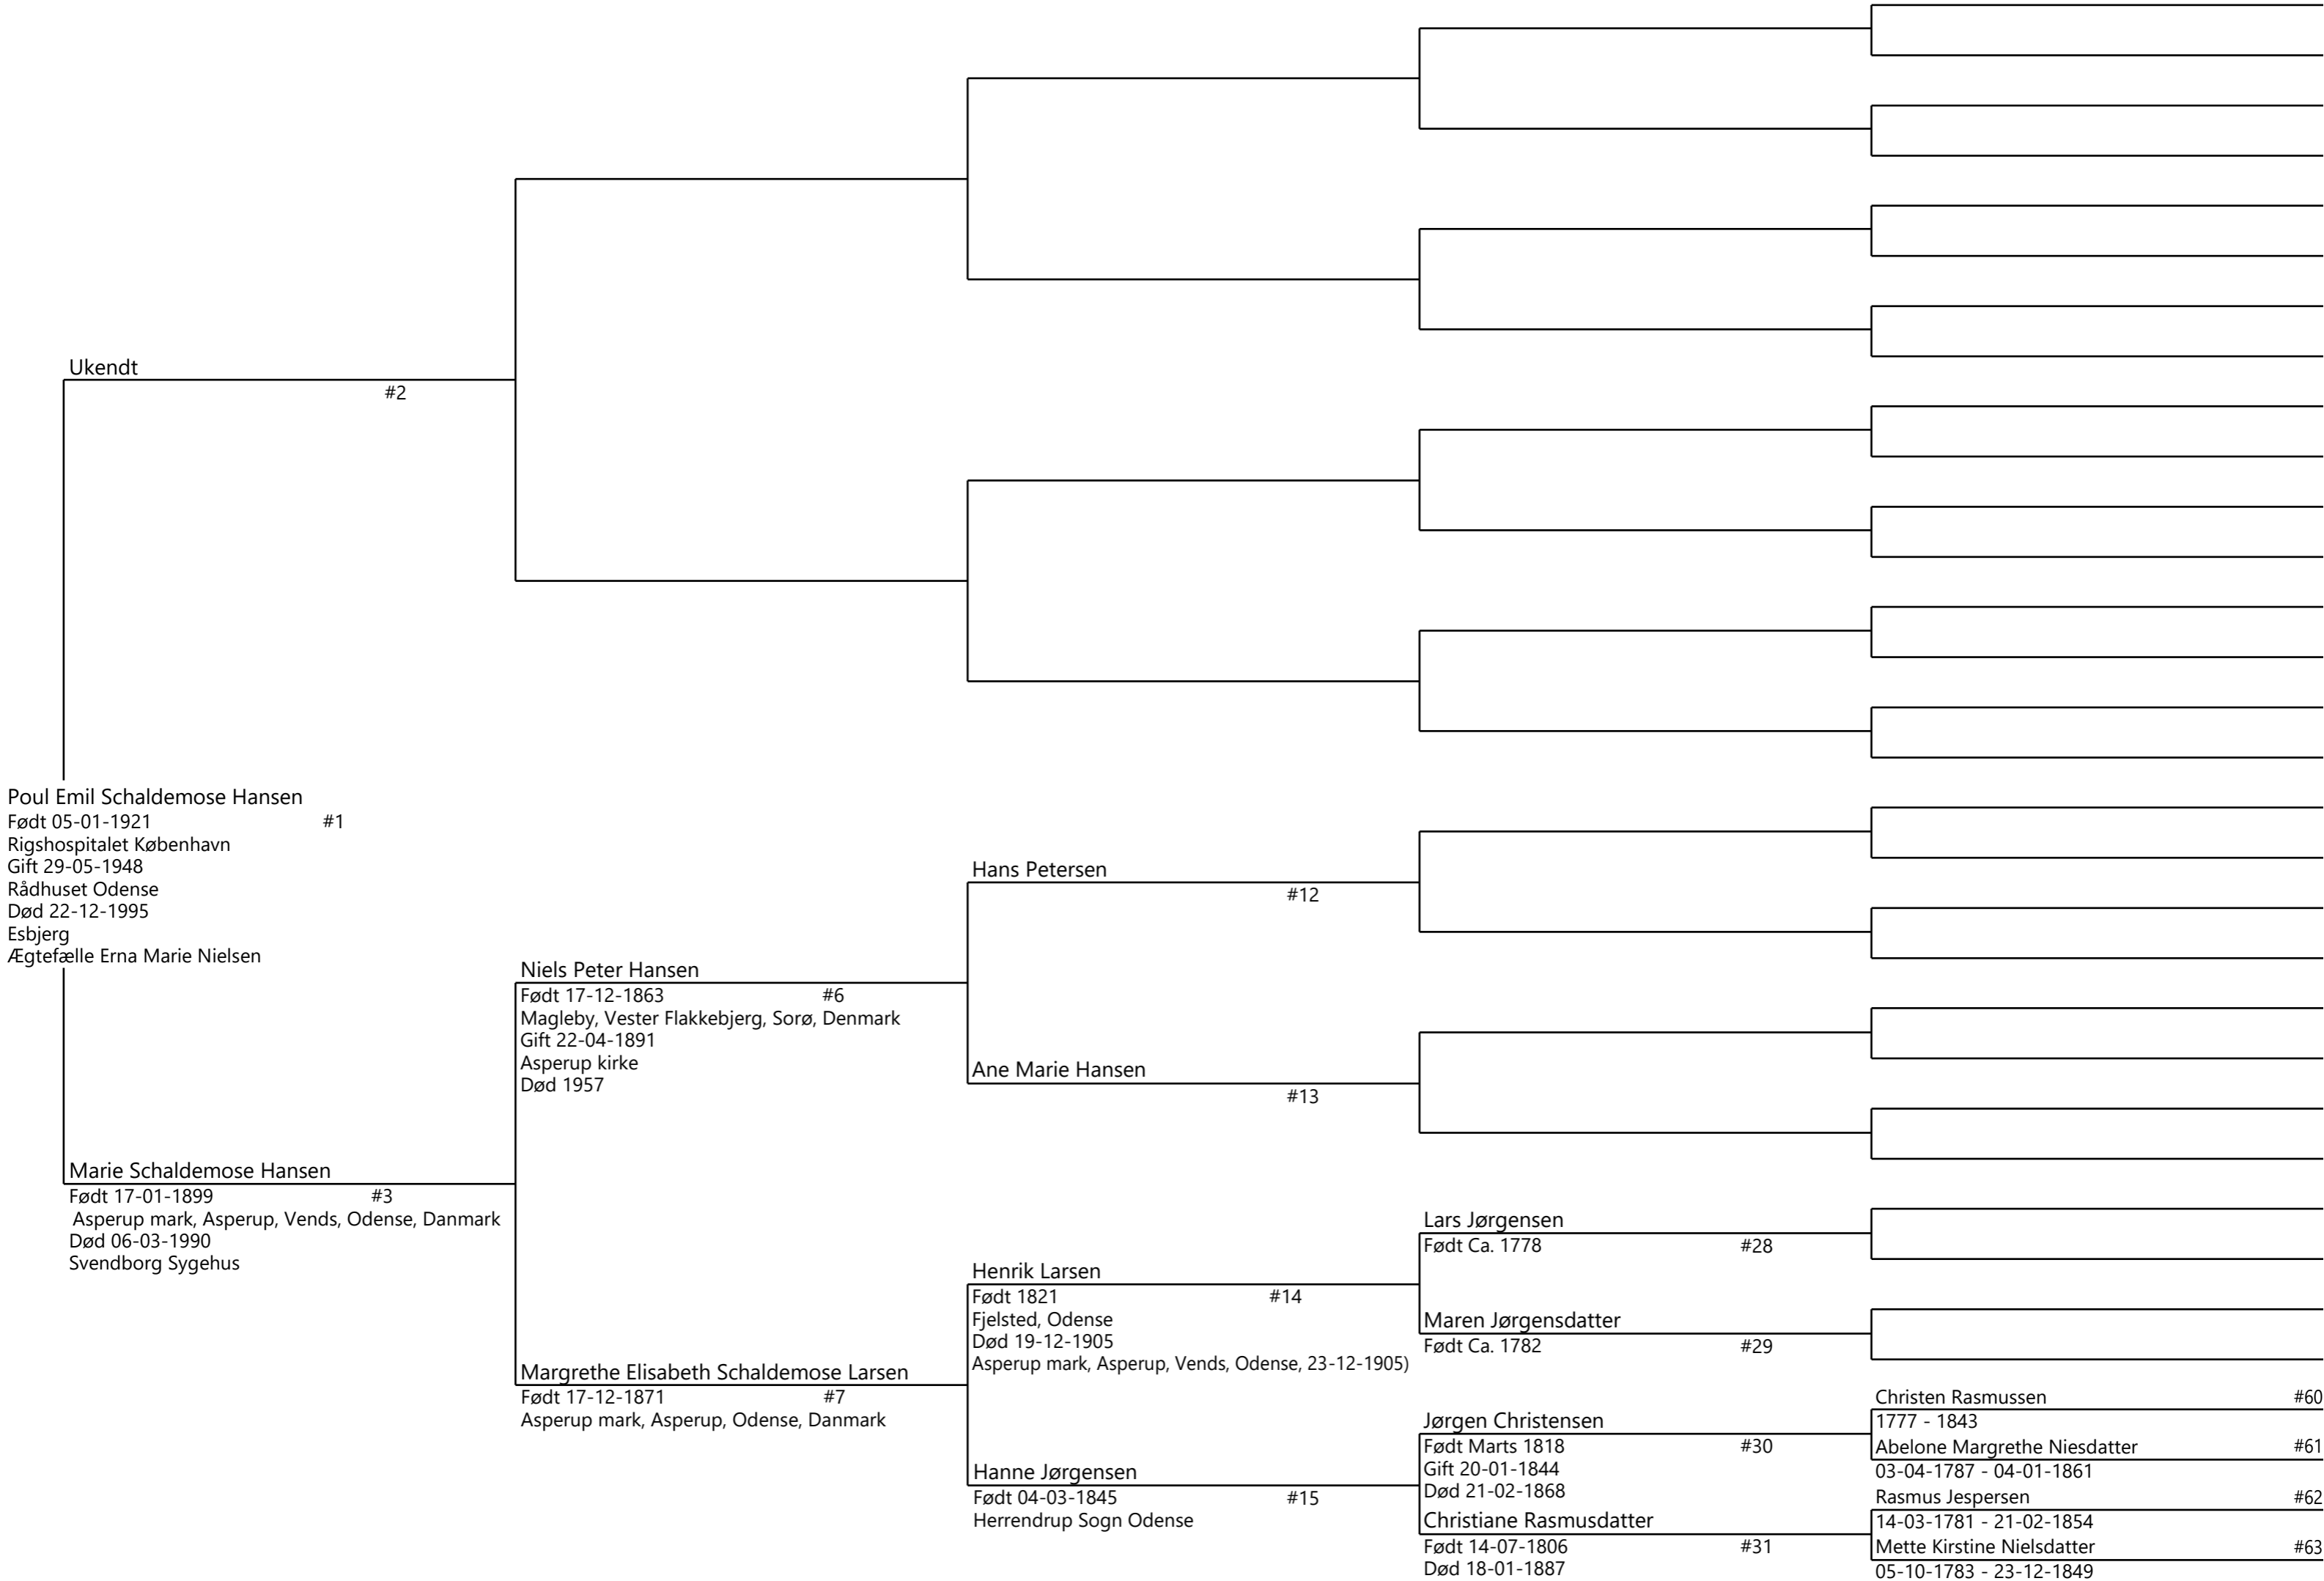 Ukendt
#2
Poul Emil Schaldemose Hansen
Født 05-01-1921 #1
Rigshospitalet København
Gift 29-05-1948
Rådhuset Odense
Død 22-12-1995
Esbjerg
Ægtefælle Erna Marie Nielsen
Marie Schaldemose Hansen
Født 17-01-1899 #3
Asperup mark, Asperup, Vends, Odense, Danmark
Død 06-03-1990
Svendborg Sygehus
Niels Peter Hansen
Født 17-12-1863 #6
Magleby, Vester Flakkebjerg, Sorø, Denmark
Gift 22-04-1891
Asperup kirke
Død 1957
Margrethe Elisabeth Schaldemose Larsen
Født 17-12-1871 #7
Asperup mark, Asperup, Odense, Danmark
Hans Petersen
#12
Ane Marie Hansen
#13
Henrik Larsen
Født 1821 #14
Fjelsted, Odense
Død 19-12-1905
Asperup mark, Asperup, Vends, Odense, 23-12-1905)
Hanne Jørgensen
Født 04-03-1845 #15
Herrendrup Sogn Odense
Lars Jørgensen
Født Ca. 1778 #28
Maren Jørgensdatter
Født Ca. 1782 #29
Jørgen Christensen
Født Marts 1818 #30
Gift 20-01-1844
Død 21-02-1868
Christiane Rasmusdatter
Født 14-07-1806 #31
Død 18-01-1887
Christen Rasmussen #60
1777 - 1843
Abelone Margrethe Niesdatter #61
03-04-1787 - 04-01-1861
Rasmus Jespersen #62
14-03-1781 - 21-02-1854
Mette Kirstine Nielsdatter #63
05-10-1783 - 23-12-1849